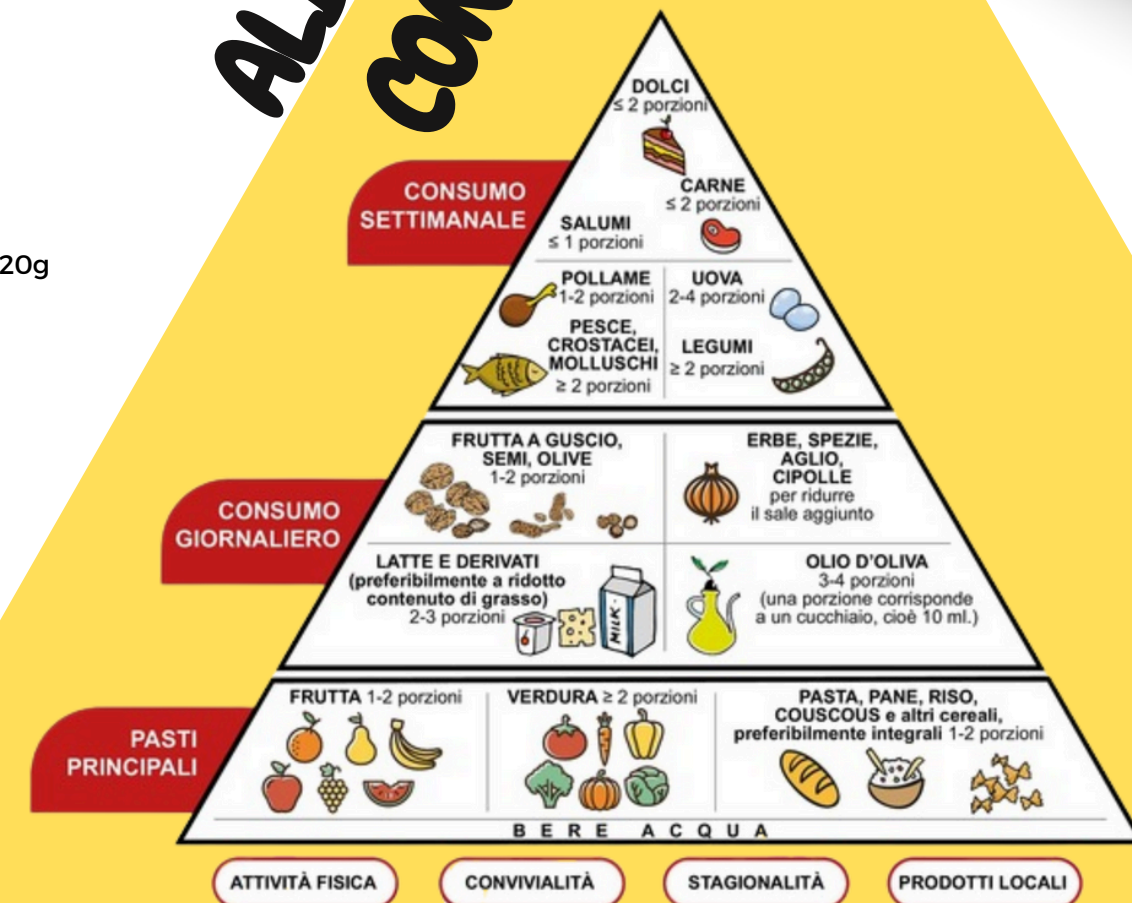 20g
DOLCI
≤ 2 porzioni
CONSUMO
SETTIMANALE
CARNE
≤ 2 porzioni
SALUMI
≤ 1 porzioni
POLLAME
1-2 porzioni
UOVA
2-4 porzioni
PESCE,
CROSTACEI,
MOLLUSCHI
≥ 2 porzioni
LEGUMI
≥ 2 porzioni
CONSUMO
GIORNALIERO
FRUTTA A GUSCIO,
SEMI, OLIVE
1-2 porzioni
ERBE, SPEZIE,
AGLIO,
CIPOLLE
per ridurre
il sale aggiunto
LATTE E DERIVATI
(preferibilmente a ridotto
contenuto di grasso)
2-3 porzioni
MILK
OLIO D'OLIVA
3-4 porzioni
(una porzione corrisponde
a un cucchiaio, cioè 10 ml.)
PASTI
PRINCIPALI
FRUTTA 1-2 porzioni
VERDURA ≥ 2 porzioni
PASTA, PANE, RISO,
COUSCOUS e altri cereali,
preferibilmente integrali 1-2 porzioni
BERE ACQUA
ATTIVITÀ FISICA
CONVIVIALITÀ
STAGIONALITÀ
PRODOTTI LOCALI